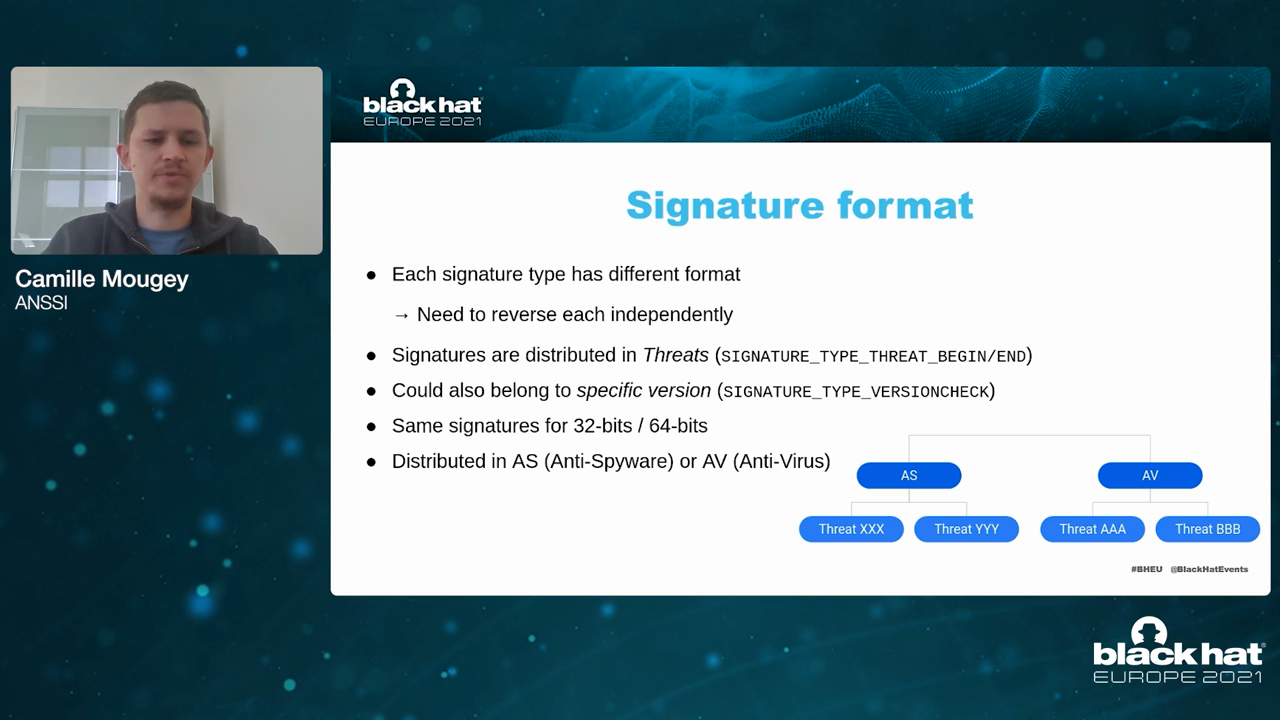 black hat
EUROPE 2021
Camille Mougey
ANSSI
Signature format
● Each signature type has different format
→ Need to reverse each independently
● Signatures are distributed in Threats (SIGNATURE_TYPE_THREAT_BEGIN/END)
● Could also belong to specific version (SIGNATURE_TYPE_VERSIONCHECK)
● Same signatures for 32-bits / 64-bits
● Distributed in AS (Anti-Spyware) or AV (Anti-Virus)
AS AV
Threat XXX Threat YYY Threat AAA Threat BBB
#BHEU @BlackHatEvents
black hat®
EUROPE 2021